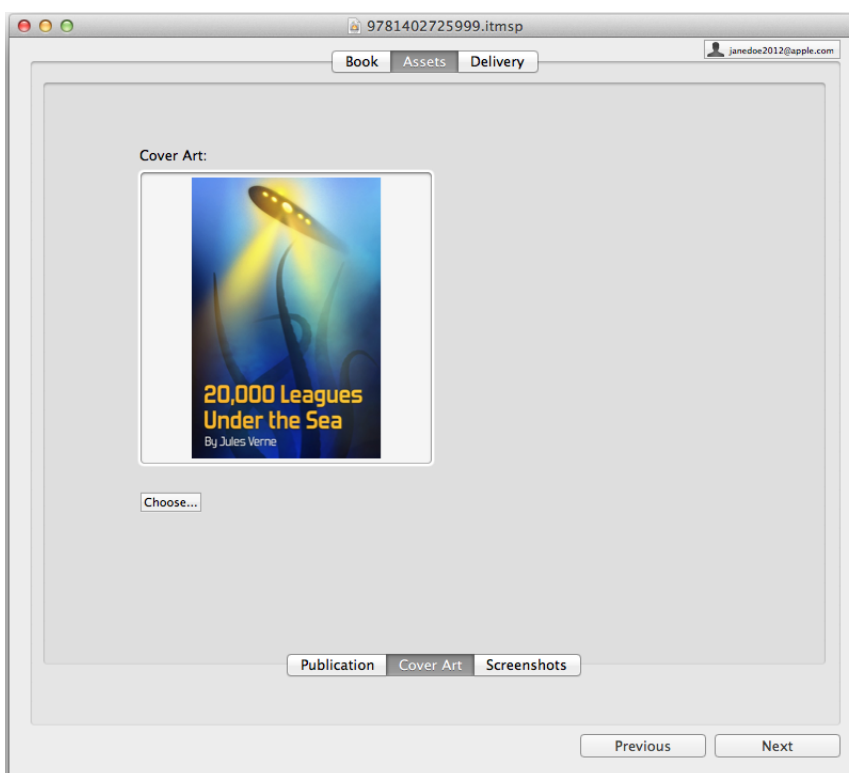 9781402725999.itmsp
janedoe2012@apple.com
Book Assets Delivery
Cover Art:
20,000 Leagues
Under the Sea
By Jules Verne
Choose...
Publication Cover Art Screenshots
Previous Next